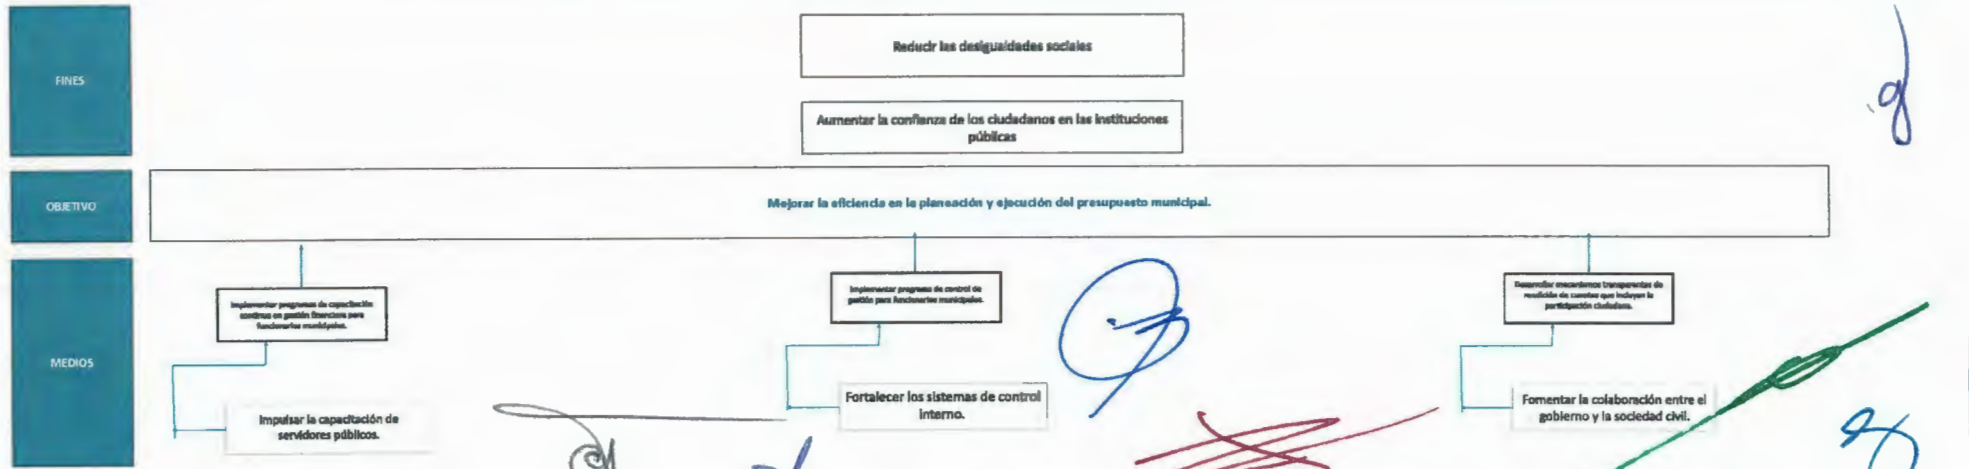 FINES
Reducir las desigualdades sociales
Aumentar la confianza de los ciudadanos en las instituciones
públicas
OBJETIVO
Mejorar la eficiencia en la planeación y ejecución del presupuesto municipal.
MEDIOS
Implementar programas de capacitación
continua en gestión financiera para
funcionarios municipales.
Implementar programa de control de
gestión para funcionarios municipales.
Desarrollar mecanismos transparentes de
rendición de cuentas que incluyan la
participación ciudadana.
Impulsar la capacitación de
servidores públicos.
Fortalecer los sistemas de control
interno.
Fomentar la colaboración entre el
gobierno y la sociedad civil.